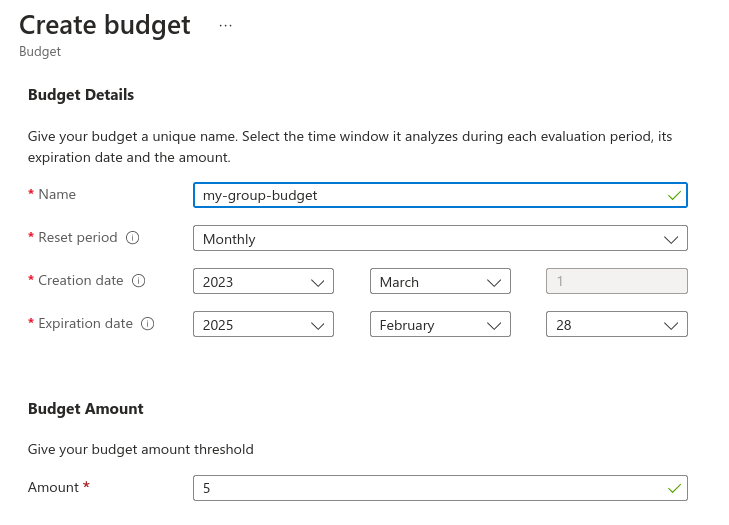 Create budget ...
Budget
Budget Details
Give your budget a unique name. Select the time window it analyzes during each evaluation period, its
expiration date and the amount.
* Name my-group-budget
* Reset period Monthly
* Creation date 2023 March 1
* Expiration date 2025 February 28
Budget Amount
Give your budget amount threshold
Amount * 5